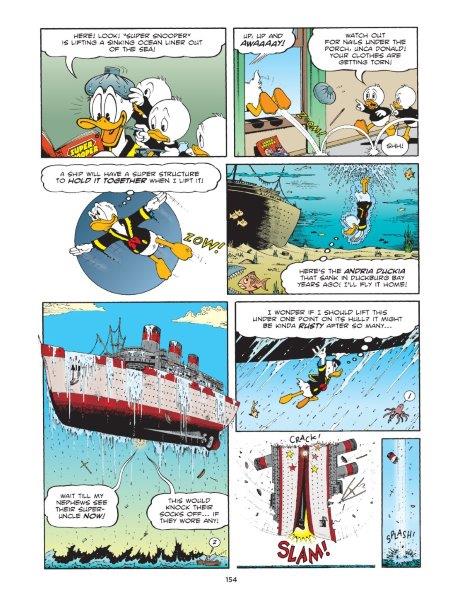 HERE! LOOK! "SUPER SNOOPER"
IS LIFTING A SINKING OCEAN LINER OUT
OF THE SEA!
SUPER
SNOOPER
UP, UP AND
AWAAAAY!
WATCH OUT
FOR NAILS UNDER THE
PORCH, UNCA DONALD!
YOUR CLOTHES ARE
GETTING TORN!
SHH!
A SHIP WILL HAVE A SUPER STRUCTURE
TO HOLD IT TOGETHER WHEN I LIFT IT!
ZOW!
HERE'S THE ANDRIA DUCKIA
THAT SANK IN DUCKBURG BAY
YEARS AGO! I'LL FLY IT HOME!
WAIT TILL MY
NEPHEWS SEE
THEIR SUPER-
UNCLE NOW!
THIS WOULD
KNOCK THEIR
SOCKS OFF... IF
THEY WORE ANY!
2
I WONDER IF I SHOULD LIFT THIS
UNDER ONE POINT ON ITS HULL? IT MIGHT
BE KINDA RUSTY AFTER SO MANY...
!
CRACK!
SLAM!
SPLASH!
154